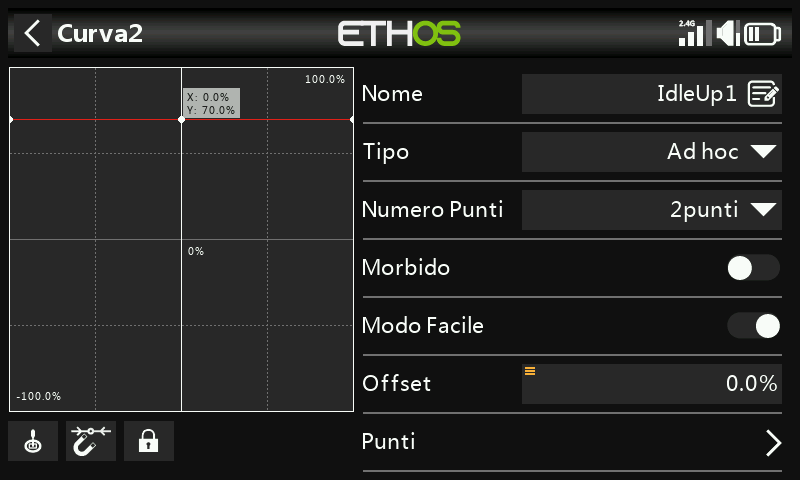 Curva2
ETHOS
2.4G
100.0%
X: 0.0%
Y: 70.0%
0%
-100.0%
Nome
IdleUp1
Tipo
Ad hoc
Numero Punti
2punti
Morbido
Modo Facile
Offset
0.0%
Punti